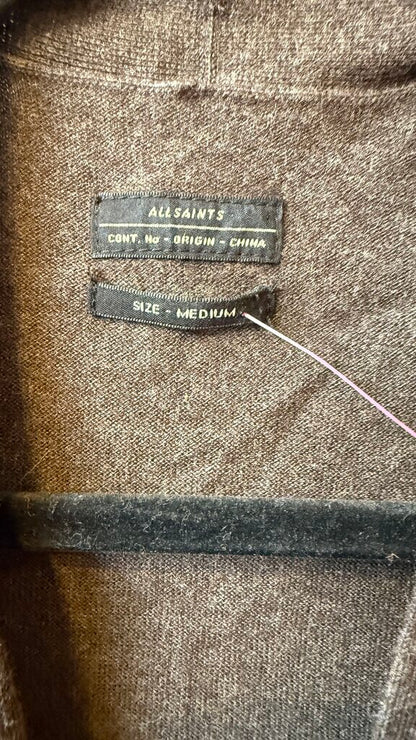 ALLSAINTS
CONT. No - ORIGIN - CHINA
SIZE - MEDIUM